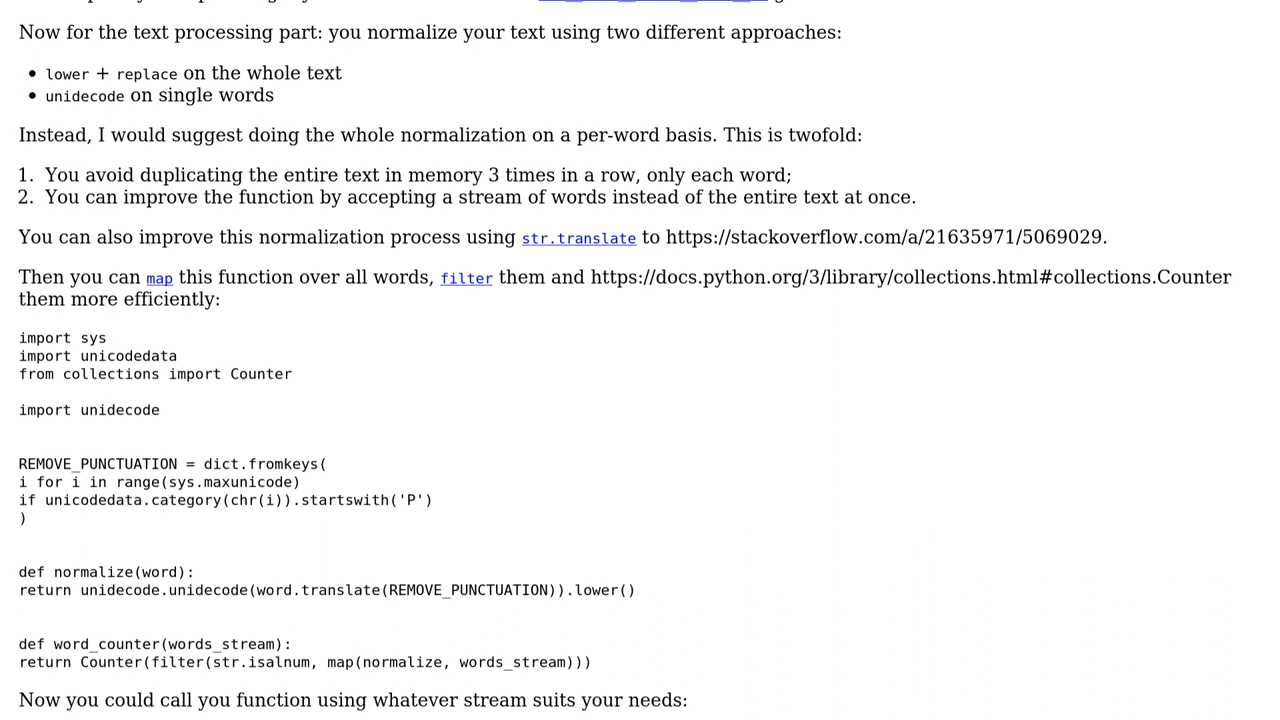 Now for the text processing part: you normalize your text using two different approaches:
• lower + replace on the whole text
• unidecode on single words
Instead, I would suggest doing the whole normalization on a per-word basis. This is twofold:
1. You avoid duplicating the entire text in memory 3 times in a row, only each word;
2. You can improve the function by accepting a stream of words instead of the entire text at once.
You can also improve this normalization process using str.translate to https://stackoverflow.com/a/21635971/5069029.
Then you can map this function over all words, filter them and https://docs.python.org/3/library/collections.html#collections.Counter
them more efficiently:
import sys
import unicodedata
from collections import Counter
import unidecode
REMOVE_PUNCTUATION = dict.fromkeys(
i for i in range(sys.maxunicode)
if unicodedata.category(chr(i)).startswith('P')
)
def normalize(word):
return unidecode.unidecode(word.translate(REMOVE_PUNCTUATION)).lower()
def word_counter(words_stream):
return Counter(filter(str.isalnum, map(normalize, words_stream)))
Now you could call you function using whatever stream suits your needs: